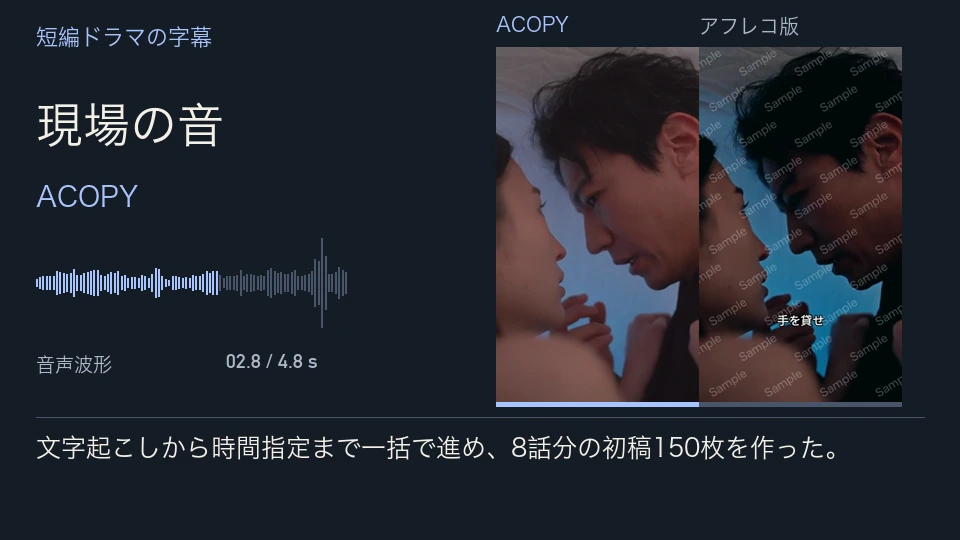 短編ドラマの字幕
現場の音
ACOPY
音声波形
02.8 / 4.8 s
ACOPY
アフレコ版
Sample
手を貸せ
文字起こしから時間指定まで一括で進め、8話分の初稿150枚を作った。